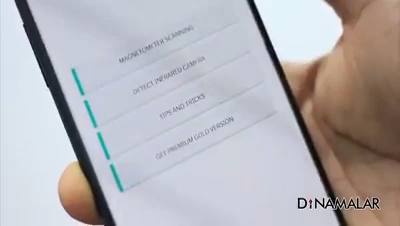 MAGNETOMETER SCANNING
DETECT INFRARED CAMERA
TIPS AND TRICKS
GET PREMIUM GOLD VERSION
DINAMALAR